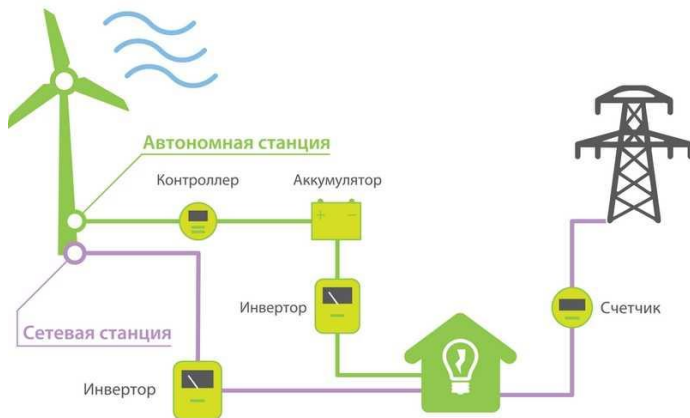 Автономная станция
Контроллер
Аккумулятор
Инвертор
Счетчик
Сетевая станция
Инвертор